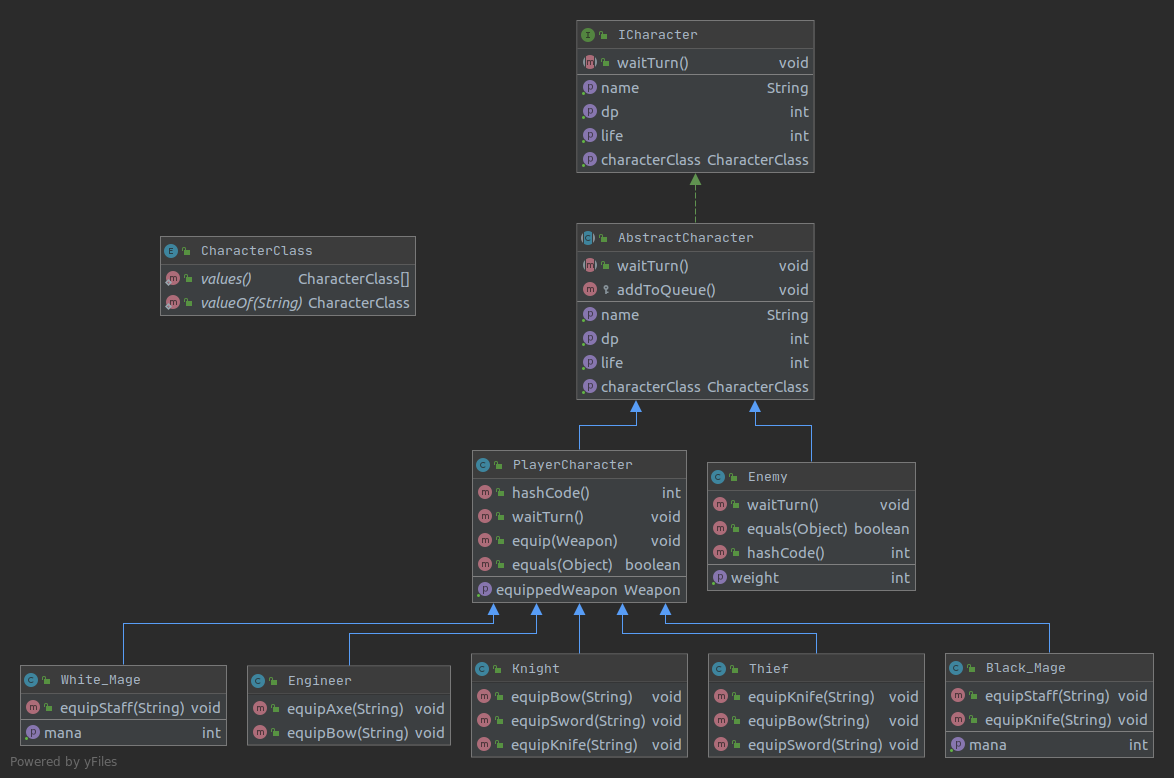 ICharacter
waitTurn() void
name String
dp int
life int
characterClass CharacterClass
CharacterClass
values() CharacterClass[]
valueOf(String) CharacterClass
AbstractCharacter
waitTurn() void
addToQueue() void
name String
dp int
life int
characterClass CharacterClass
PlayerCharacter
hashCode() int
waitTurn() void
equip(Weapon) void
equals(Object) boolean
equippedWeapon Weapon
Enemy
waitTurn() void
equals(Object) boolean
hashCode() int
weight int
White_Mage
equipStaff(String) void
mana int
Engineer
equipAxe(String) void
equipBow(String) void
Knight
equipBow(String) void
equipSword(String) void
equipKnife(String) void
Thief
equipKnife(String) void
equipBow(String) void
equipSword(String) void
Black_Mage
equipStaff(String) void
equipKnife(String) void
mana int
Powered by yFiles